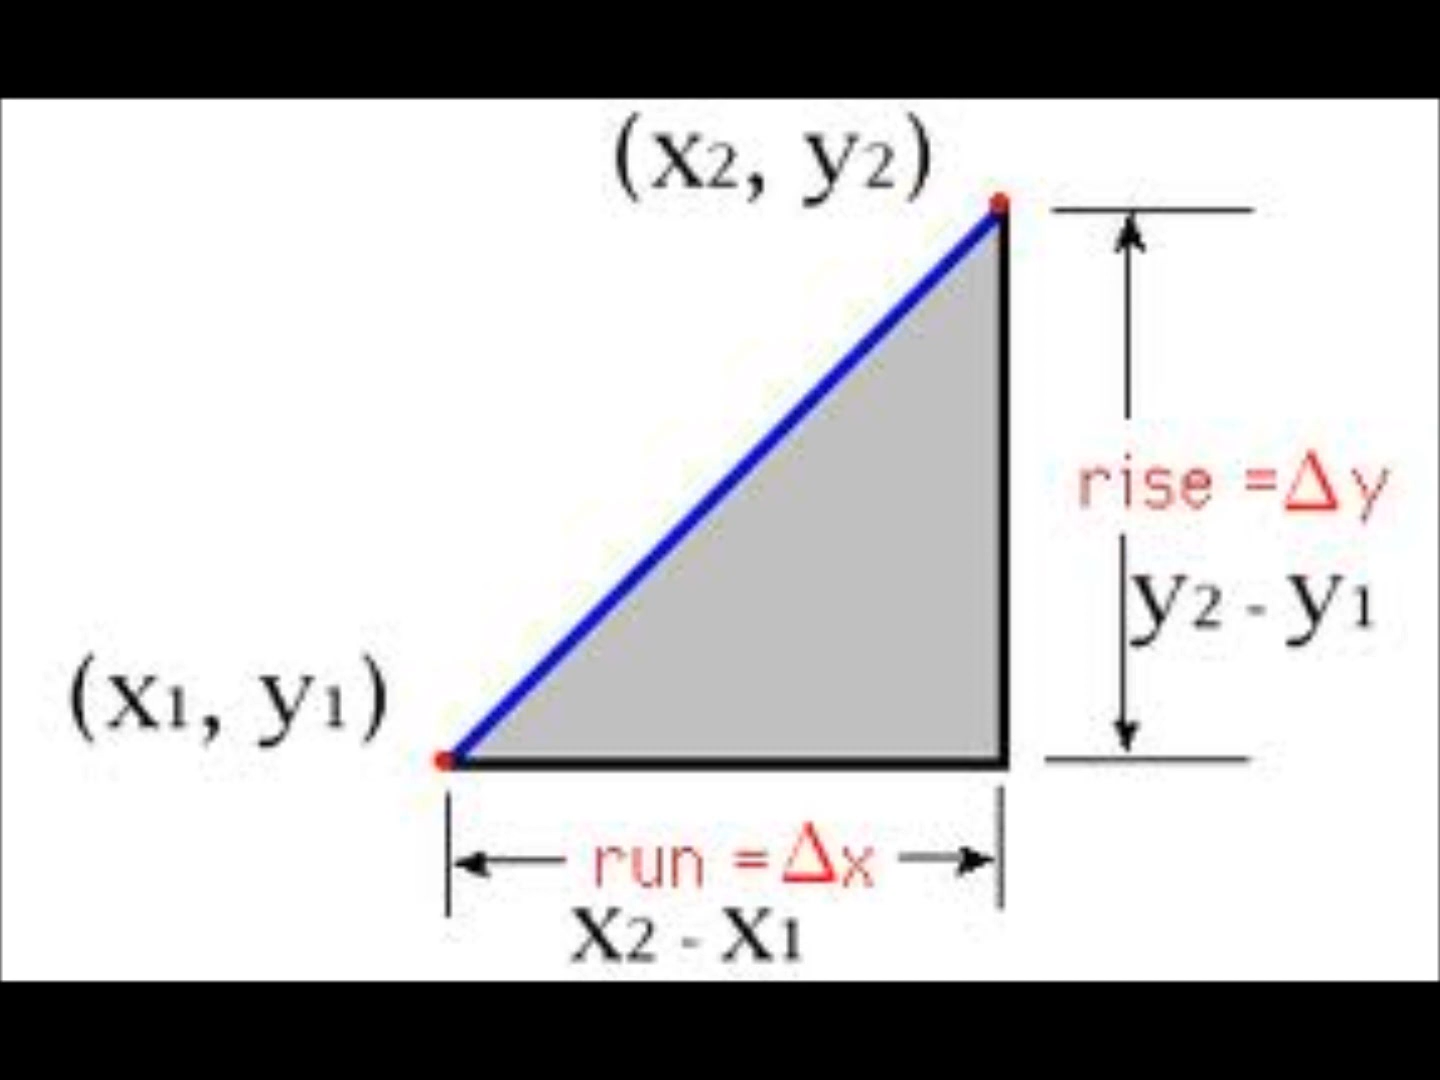 (x2, y2)
rise =Δy
y2 - y1
(x1, y1)
run =Δx
x2 - x1